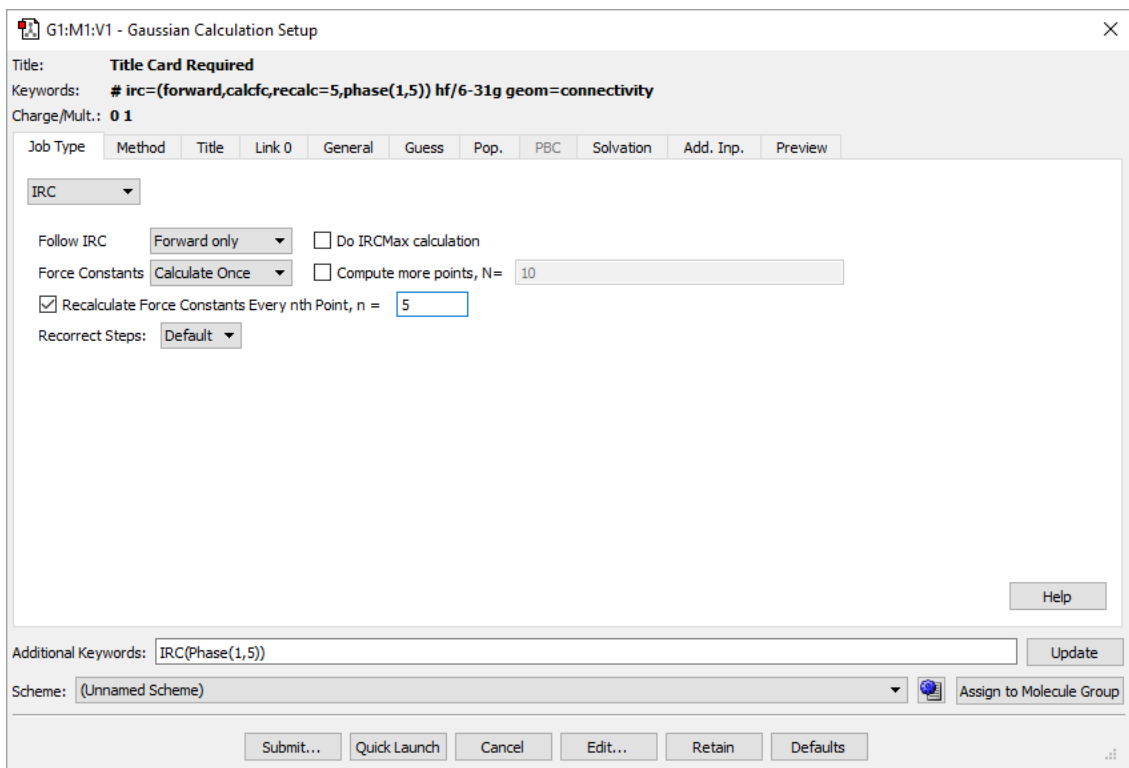 G1:M1:V1 - Gaussian Calculation Setup
Title: Title Card Required
Keywords: # irc=(forward,calcfc,recalc=5,phase(1,5)) hf/6-31g geom=connectivity
Charge/Mult.: 0 1
Job Type Method Title Link 0 General Guess Pop. PBC Solvation Add. Inp. Preview
IRC
Follow IRC Forward only Do IRCMax calculation
Force Constants Calculate Once Compute more points, N= 10
Recalculate Force Constants Every nth Point, n = 5
Recorrect Steps: Default
Help
Additional Keywords: IRC(Phase(1,5)) Update
Scheme: (Unnamed Scheme) Assign to Molecule Group
Submit... Quick Launch Cancel Edit... Retain Defaults